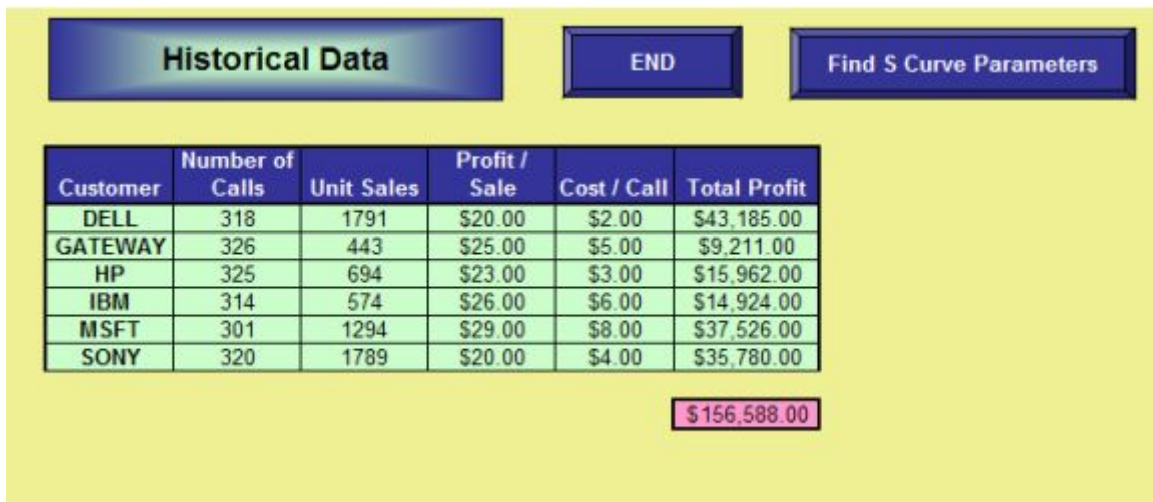 Historical Data
END
Find S Curve Parameters
Number of Profit /
Customer Calls Unit Sales Sale Cost / Call Total Profit
DELL 318 1791 $20.00 $2.00 $43,185.00
GATEWAY 326 443 $25.00 $5.00 $9,211.00
HP 325 694 $23.00 $3.00 $15,962.00
IBM 314 574 $26.00 $6.00 $14,924.00
MSFT 301 1294 $29.00 $8.00 $37,526.00
SONY 320 1789 $20.00 $4.00 $35,780.00
$156,588.00